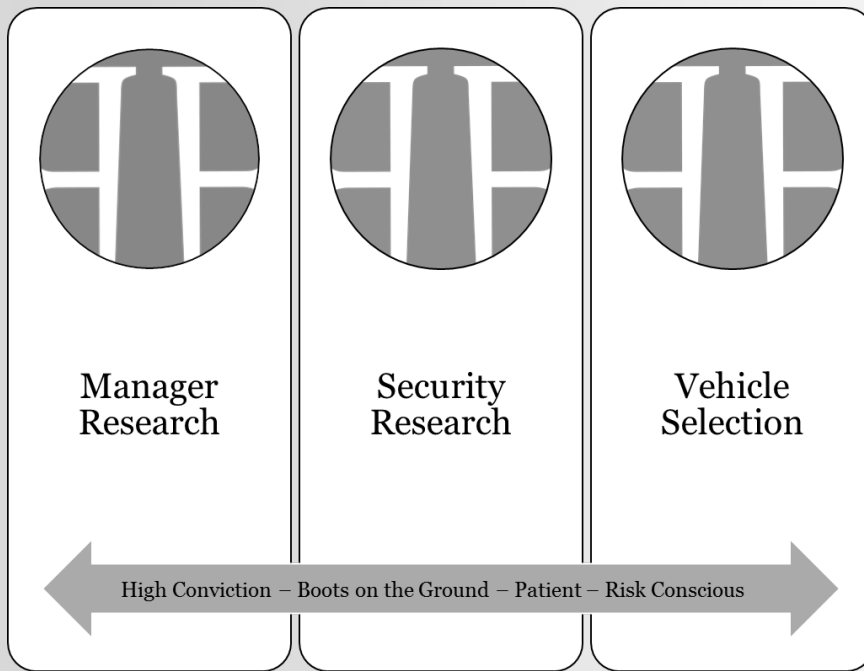 Manager
Research
Security
Research
Vehicle
Selection
High Conviction – Boots on the Ground – Patient – Risk Conscious